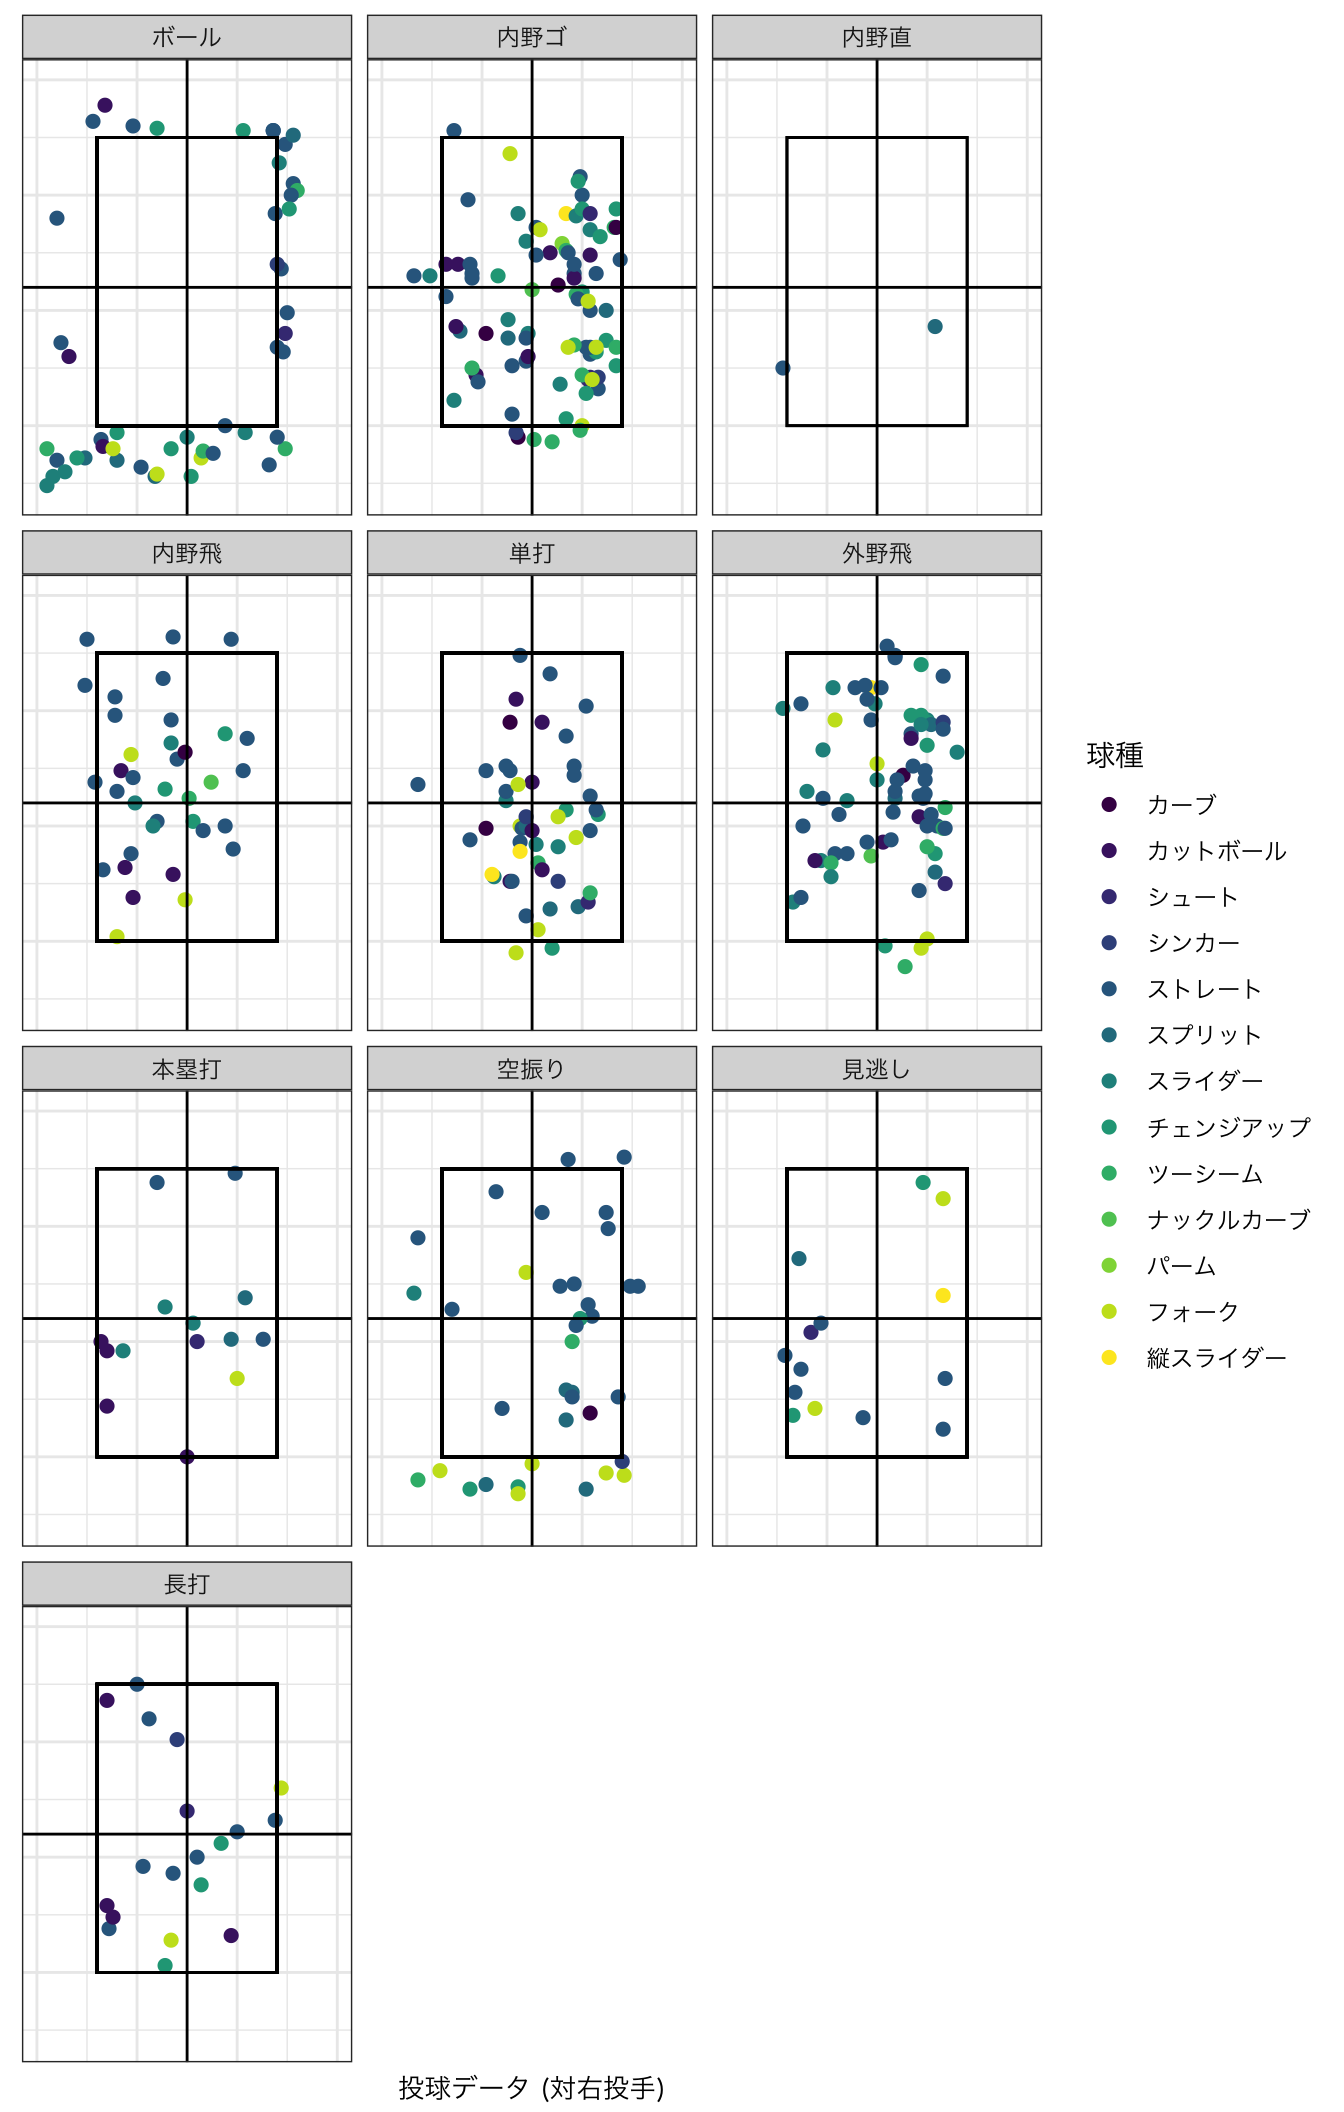 ボール
内野ゴ
内野直
内野飛
単打
外野飛
本塁打
空振り
見逃し
長打
球種
カーブ
カットボール
シュート
シンカー
ストレート
スプリット
スライダー
チェンジアップ
ツーシーム
ナックルカーブ
パーム
フォーク
縦スライダー
投球データ (対右投手)